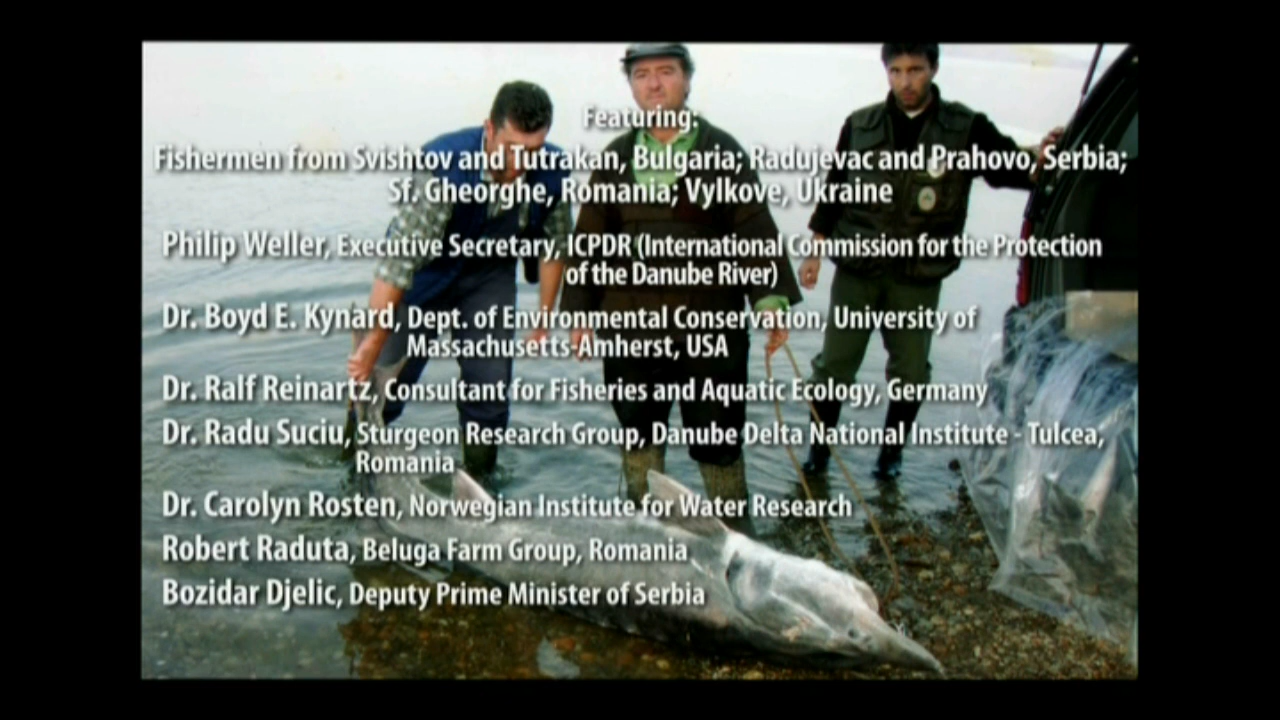 Featuring:
Fishermen from Svishtov and Tutrakan, Bulgaria; Radujevac and Prahovo, Serbia;
Sf. Gheorghe, Romania; Vylkove, Ukraine
Philip Weller, Executive Secretary, ICPDR (International Commission for the Protection
of the Danube River)
Dr. Boyd E. Kynard, Dept. of Environmental Conservation, University of
Massachusetts-Amherst, USA
Dr. Ralf Reinartz, Consultant for Fisheries and Aquatic Ecology, Germany
Dr. Radu Suciu, Sturgeon Research Group, Danube Delta National Institute - Tulcea,
Romania
Dr. Carolyn Rosten, Norwegian Institute for Water Research
Robert Raduta, Beluga Farm Group, Romania
Bozidar Djelic, Deputy Prime Minister of Serbia